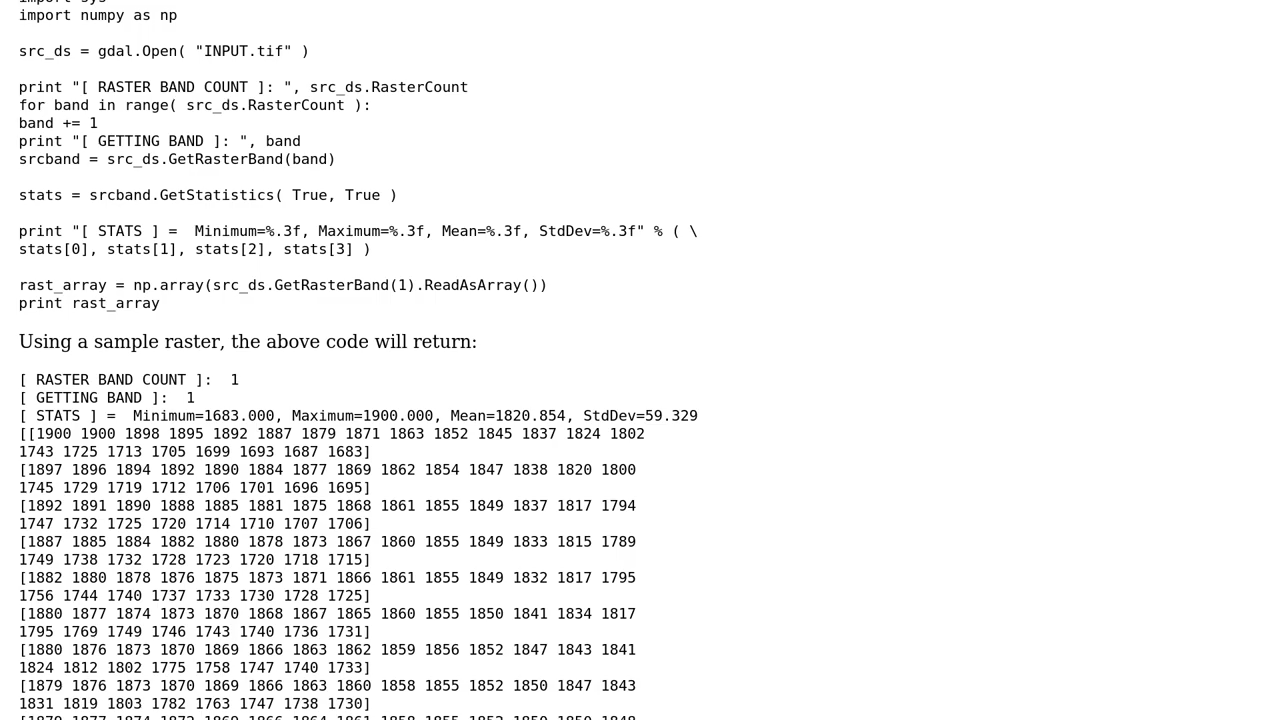 import sys
import numpy as np
src_ds = gdal.Open( "INPUT.tif" )
print "[ RASTER BAND COUNT ]: ", src_ds.RasterCount
for band in range( src_ds.RasterCount ):
band += 1
print "[ GETTING BAND ]: ", band
srcband = src_ds.GetRasterBand(band)
stats = srcband.GetStatistics( True, True )
print "[ STATS ] =  Minimum=%.3f, Maximum=%.3f, Mean=%.3f, StdDev=%.3f" % ( \
stats[0], stats[1], stats[2], stats[3] )
rast_array = np.array(src_ds.GetRasterBand(1).ReadAsArray())
print rast_array
Using a sample raster, the above code will return:
[ RASTER BAND COUNT ]:  1
[ GETTING BAND ]:  1
[ STATS ] =  Minimum=1683.000, Maximum=1900.000, Mean=1820.854, StdDev=59.329
[[1900 1900 1898 1895 1892 1887 1879 1871 1863 1852 1845 1837 1824 1802
1743 1725 1713 1705 1699 1693 1687 1683]
[1897 1896 1894 1892 1890 1884 1877 1869 1862 1854 1847 1838 1820 1800
1745 1729 1719 1712 1706 1701 1696 1695]
[1892 1891 1890 1888 1885 1881 1875 1868 1861 1855 1849 1837 1817 1794
1747 1732 1725 1720 1714 1710 1707 1706]
[1887 1885 1884 1882 1880 1878 1873 1867 1860 1855 1849 1833 1815 1789
1749 1738 1732 1728 1723 1720 1718 1715]
[1882 1880 1878 1876 1875 1873 1871 1866 1861 1855 1849 1832 1817 1795
1756 1744 1740 1737 1733 1730 1728 1725]
[1880 1877 1874 1873 1870 1868 1867 1865 1860 1855 1850 1841 1834 1817
1795 1769 1749 1746 1743 1740 1736 1731]
[1880 1876 1873 1870 1869 1866 1863 1862 1859 1856 1852 1847 1843 1841
1824 1812 1802 1775 1758 1747 1740 1733]
[1879 1876 1873 1870 1869 1866 1863 1860 1858 1855 1852 1850 1847 1843
1831 1819 1803 1782 1763 1747 1738 1730]